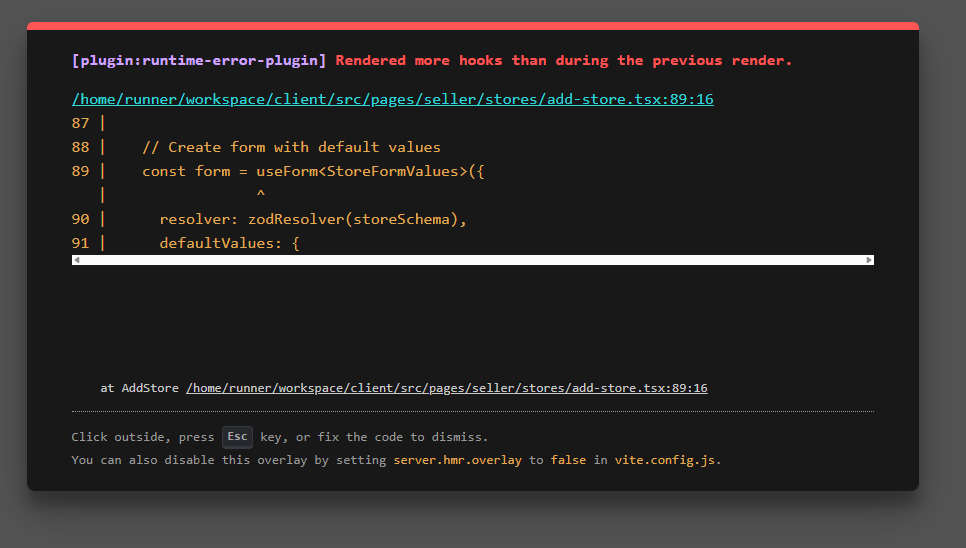 [plugin:runtime-error-plugin] Rendered more hooks than during the previous render.
/home/runner/workspace/client/src/pages/seller/stores/add-store.tsx:89:16
87 |
88 |    // Create form with default values
89 |    const form = useForm<StoreFormValues>({
   |                 ^
90 |      resolver: zodResolver(storeSchema),
91 |      defaultValues: {
at AddStore /home/runner/workspace/client/src/pages/seller/stores/add-store.tsx:89:16
Click outside, press Esc key, or fix the code to dismiss.
You can also disable this overlay by setting server.hmr.overlay to false in vite.config.js.